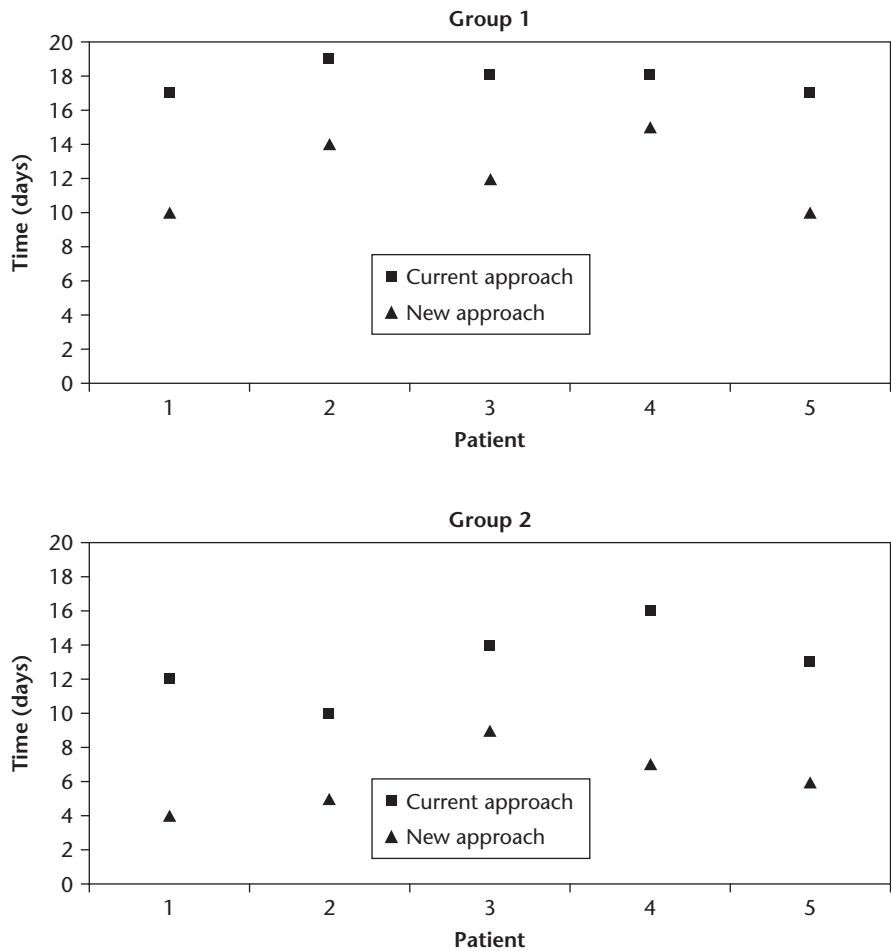 Group 1
20
18
16
14
12
10
8
6
4
2
0
Time (days)
Current approach
New approach
1 2 3 4 5
Patient
Group 2
20
18
16
14
12
10
8
6
4
2
0
Time (days)
Current approach
New approach
1 2 3 4 5
Patient